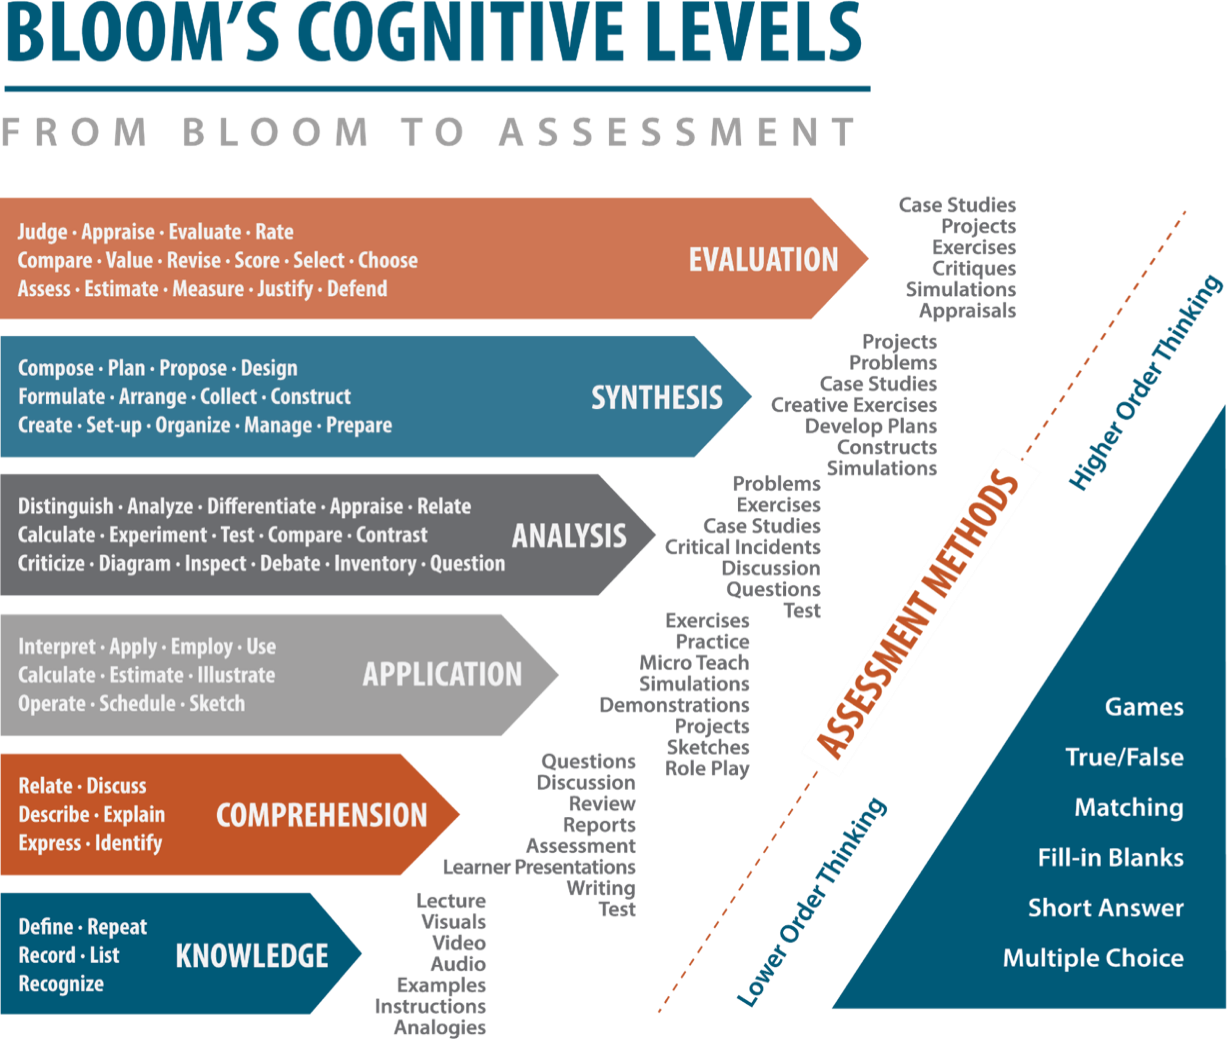 BLOOM'S COGNITIVE LEVELS
FROM BLOOM TO ASSESSMENT
Judge · Appraise · Evaluate · Rate
Compare · Value · Revise · Score · Select · Choose
Assess · Estimate · Measure · Justify · Defend
EVALUATION
Case Studies
Projects
Exercises
Critiques
Simulations
Appraisals
Compose · Plan · Propose · Design
Formulate · Arrange · Collect · Construct
Create · Set-up · Organize · Manage · Prepare
SYNTHESIS
Projects
Problems
Case Studies
Creative Exercises
Develop Plans
Constructs
Simulations
Distinguish · Analyze · Differentiate · Appraise · Relate
Calculate · Experiment · Test · Compare · Contrast
Criticize · Diagram · Inspect · Debate · Inventory · Question
ANALYSIS
Problems
Exercises
Case Studies
Critical Incidents
Discussion
Questions
Test
Interpret · Apply · Employ · Use
Calculate · Estimate · Illustrate
Operate · Schedule · Sketch
APPLICATION
Exercises
Practice
Micro Teach
Simulations
Demonstrations
Projects
Sketches
Role Play
Relate · Discuss
Describe · Explain
Express · Identify
COMPREHENSION
Questions
Discussion
Review
Reports
Assessment
Learner Presentations
Writing
Test
Define · Repeat
Record · List
Recognize
KNOWLEDGE
Lecture
Visuals
Video
Audio
Examples
Instructions
Analogies
ASSESSMENT METHODS
Higher Order Thinking
Lower Order Thinking
Games
True/False
Matching
Fill-in Blanks
Short Answer
Multiple Choice